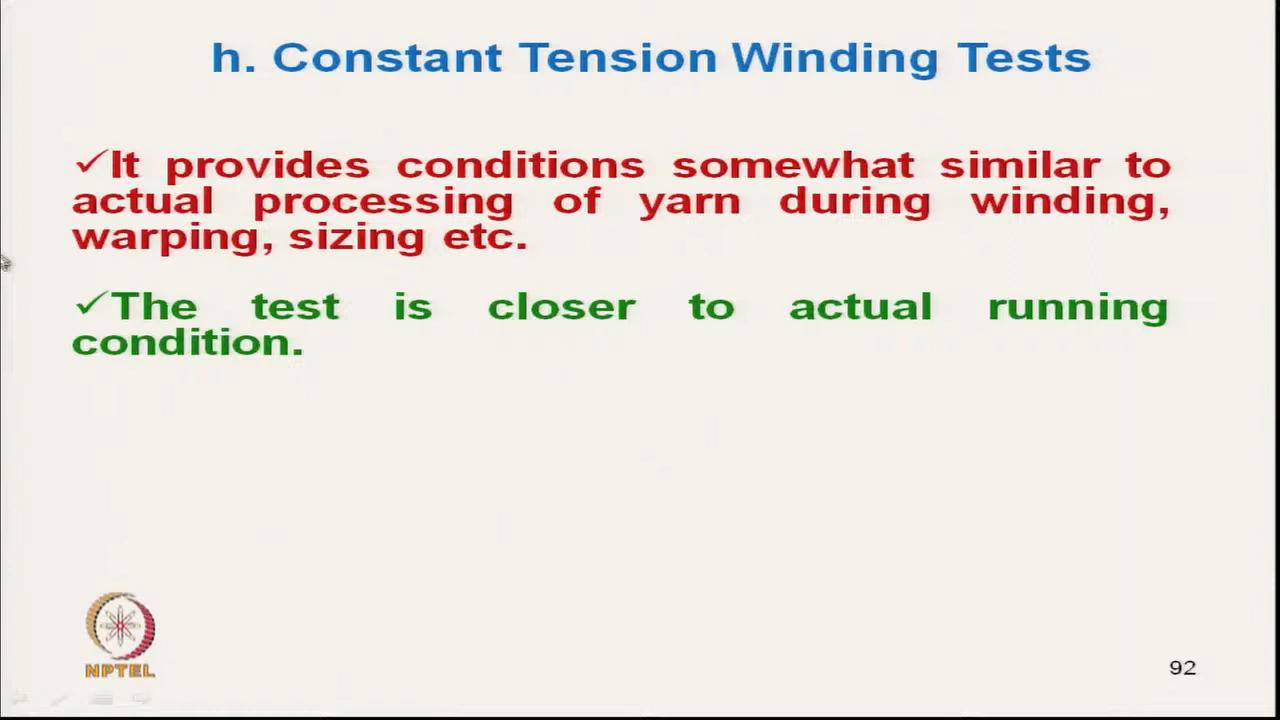 h. Constant Tension Winding Tests
✓It provides conditions somewhat similar to
actual processing of yarn during winding,
warping, sizing etc.
✓The test is closer to actual running
condition.
NPTEL
92